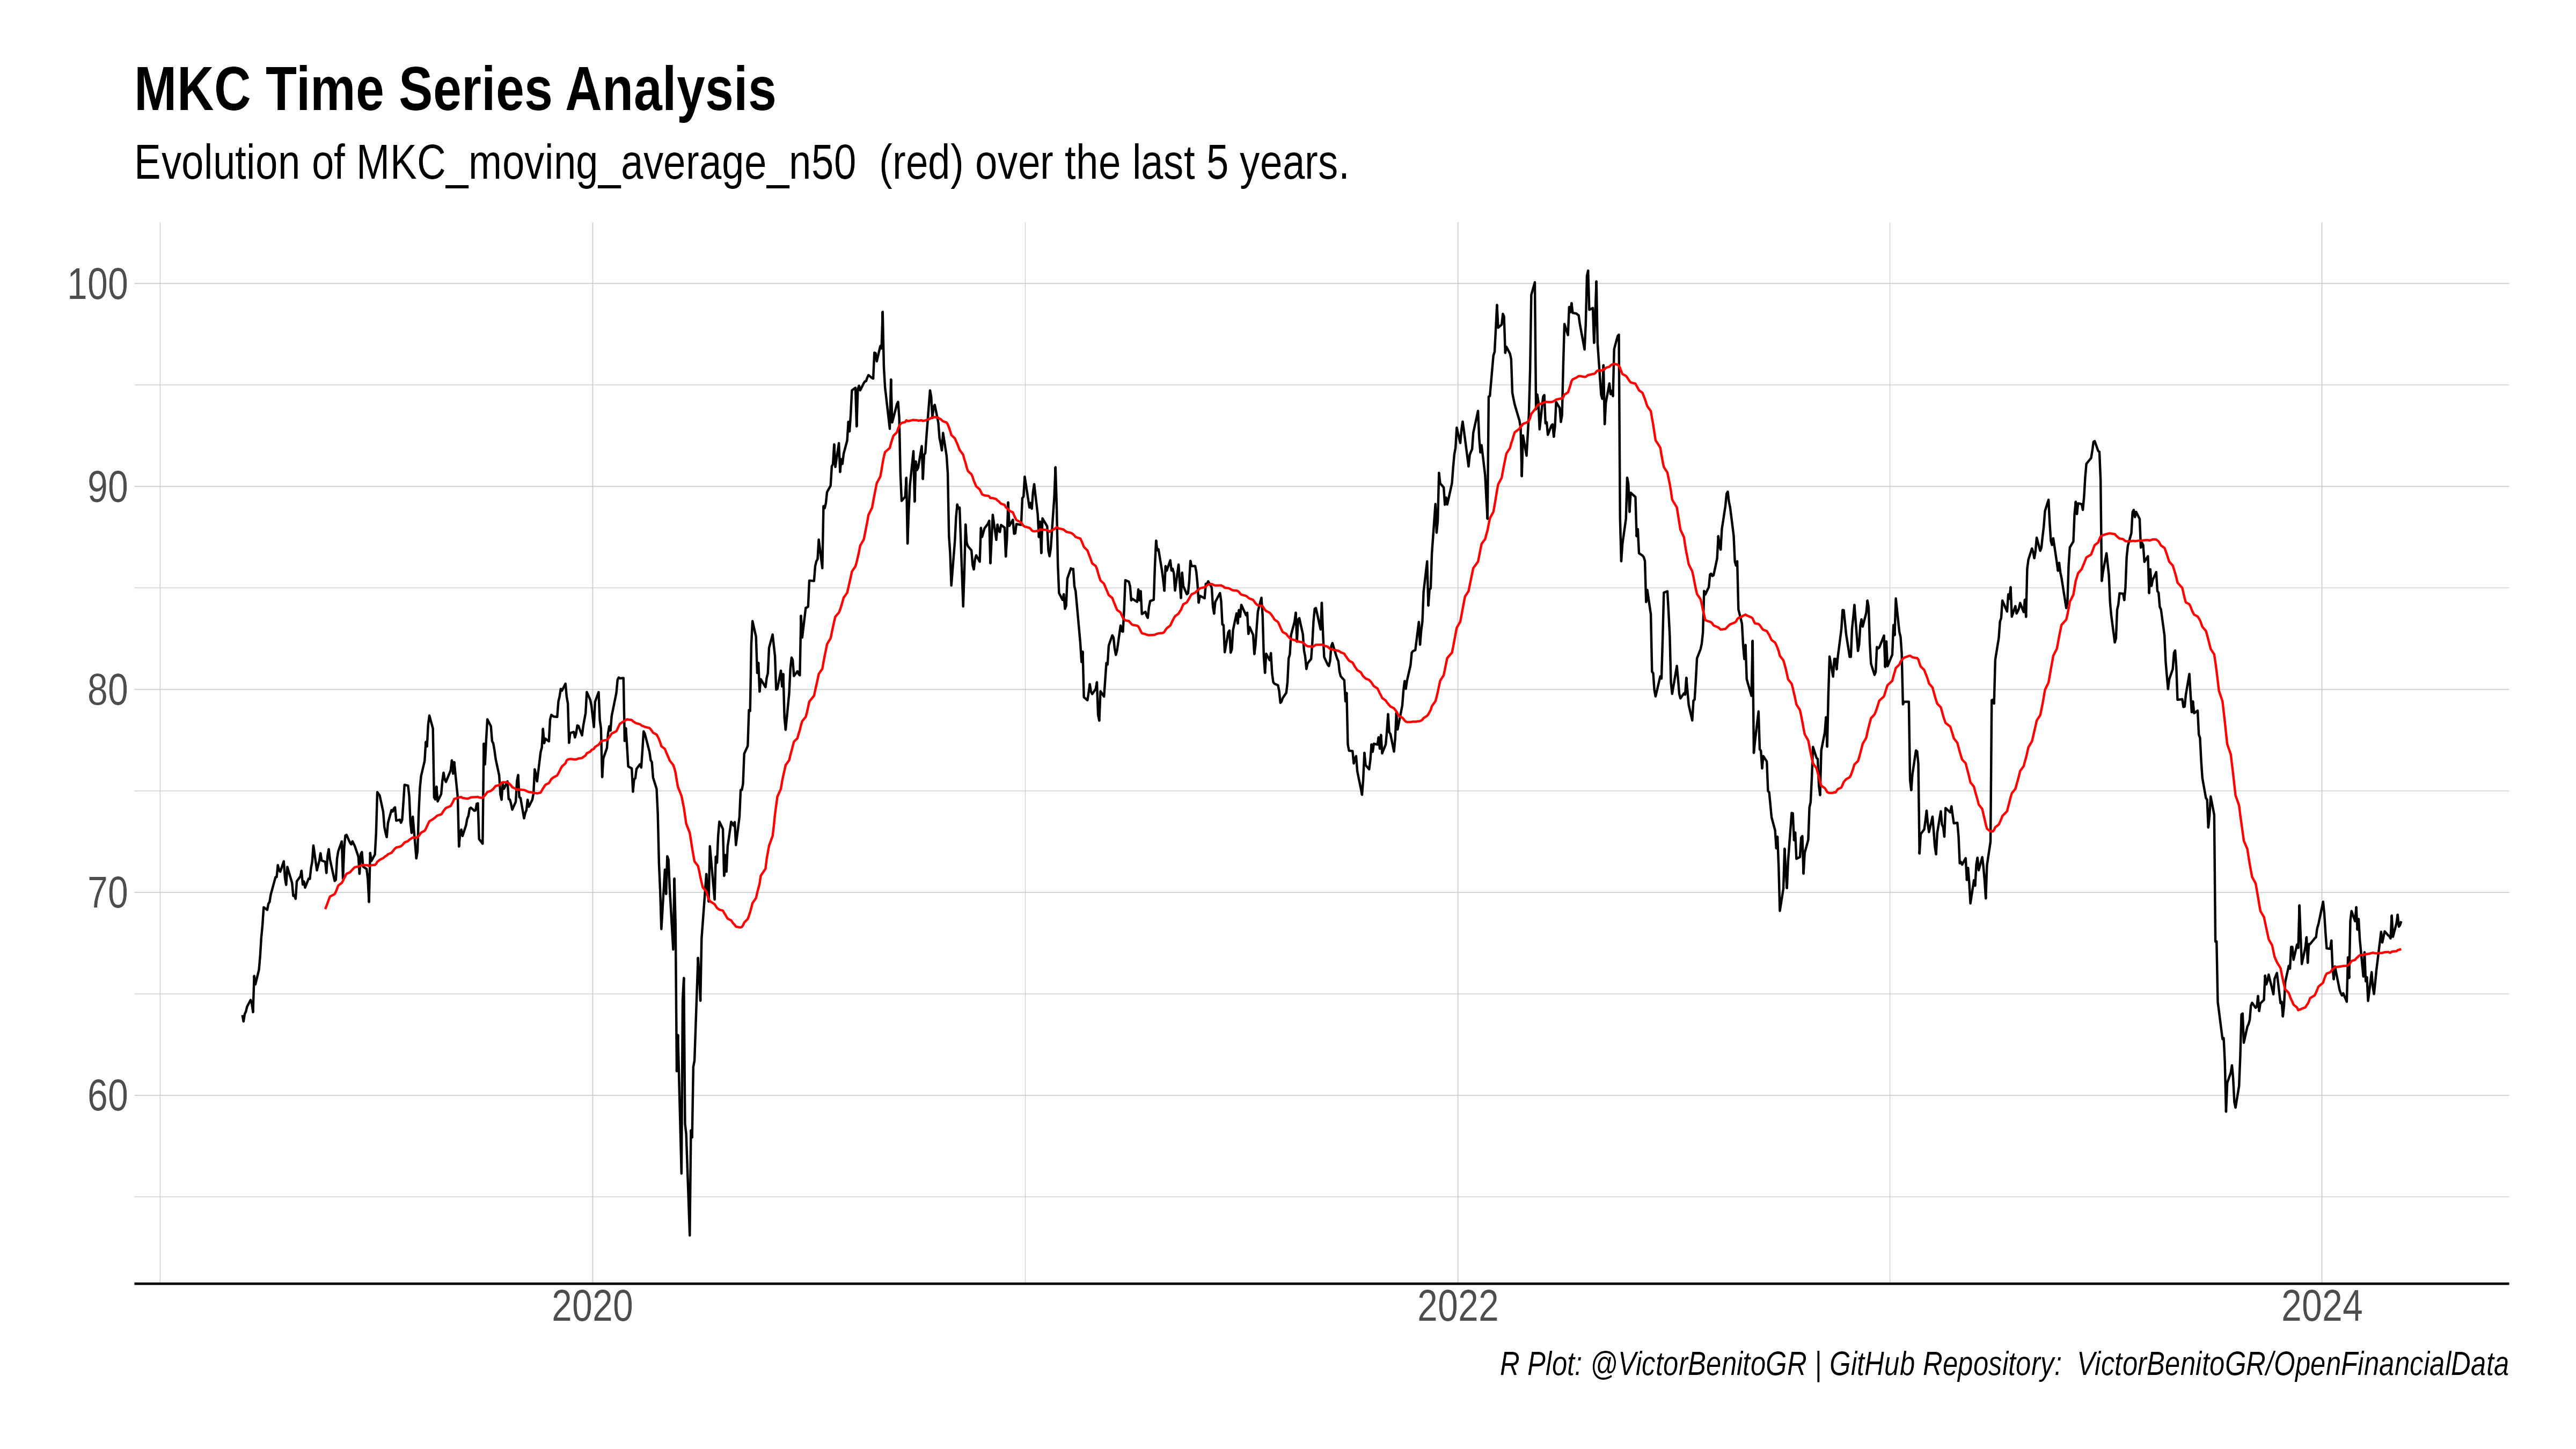 MKC Time Series Analysis
Evolution of MKC_moving_average_n50  (red) over the last 5 years.
100
90
80
70
60
2020 2022 2024
R Plot: @VictorBenitoGR | GitHub Repository:  VictorBenitoGR/OpenFinancialData